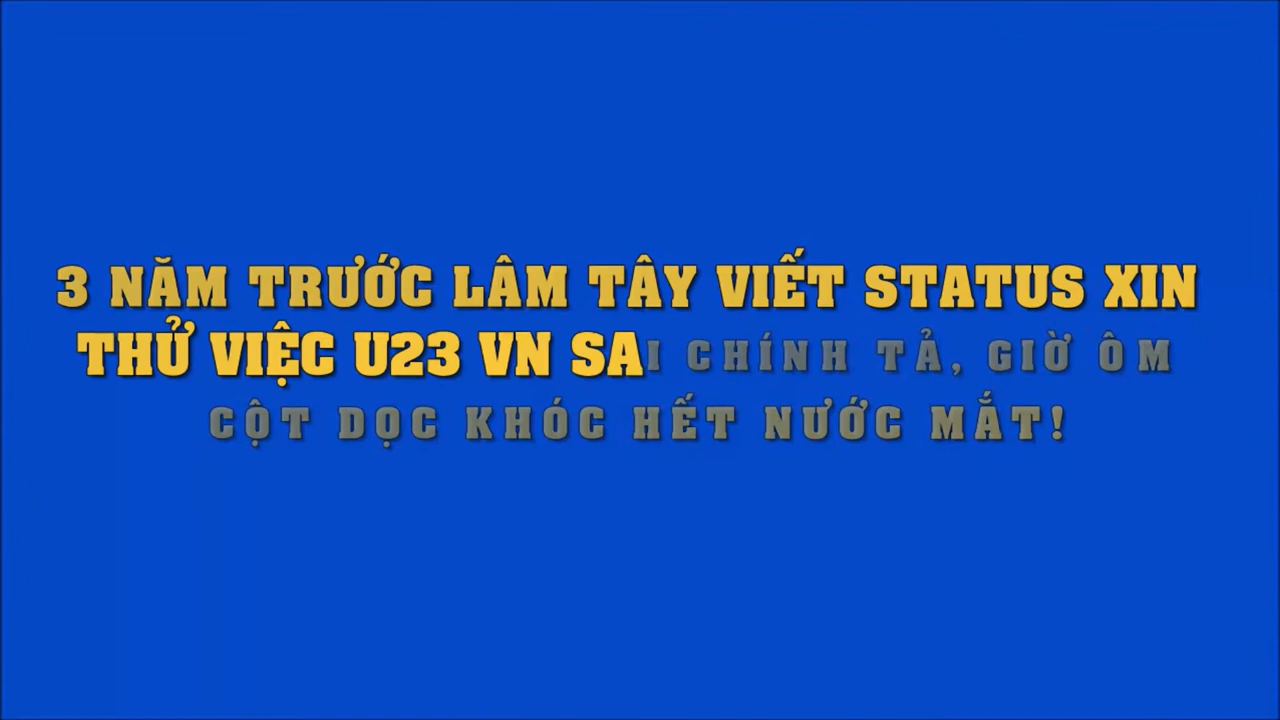 3 NĂM TRƯỚC LÂM TÂY VIẾT STATUS XIN
THỬ VIỆC U23 VN SAI CHÍNH TẢ, GIỜ ÔM
CỘT DỌC KHÓC HẾT NƯỚC MẮT!